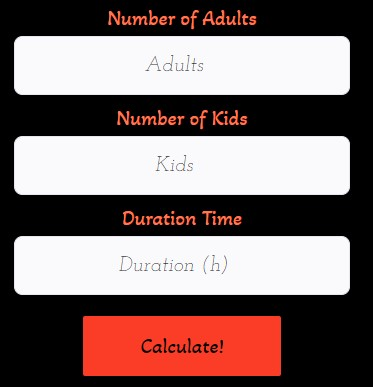 Number of Adults
Adults
Number of Kids
Kids
Duration Time
Duration (h)
Calculate!